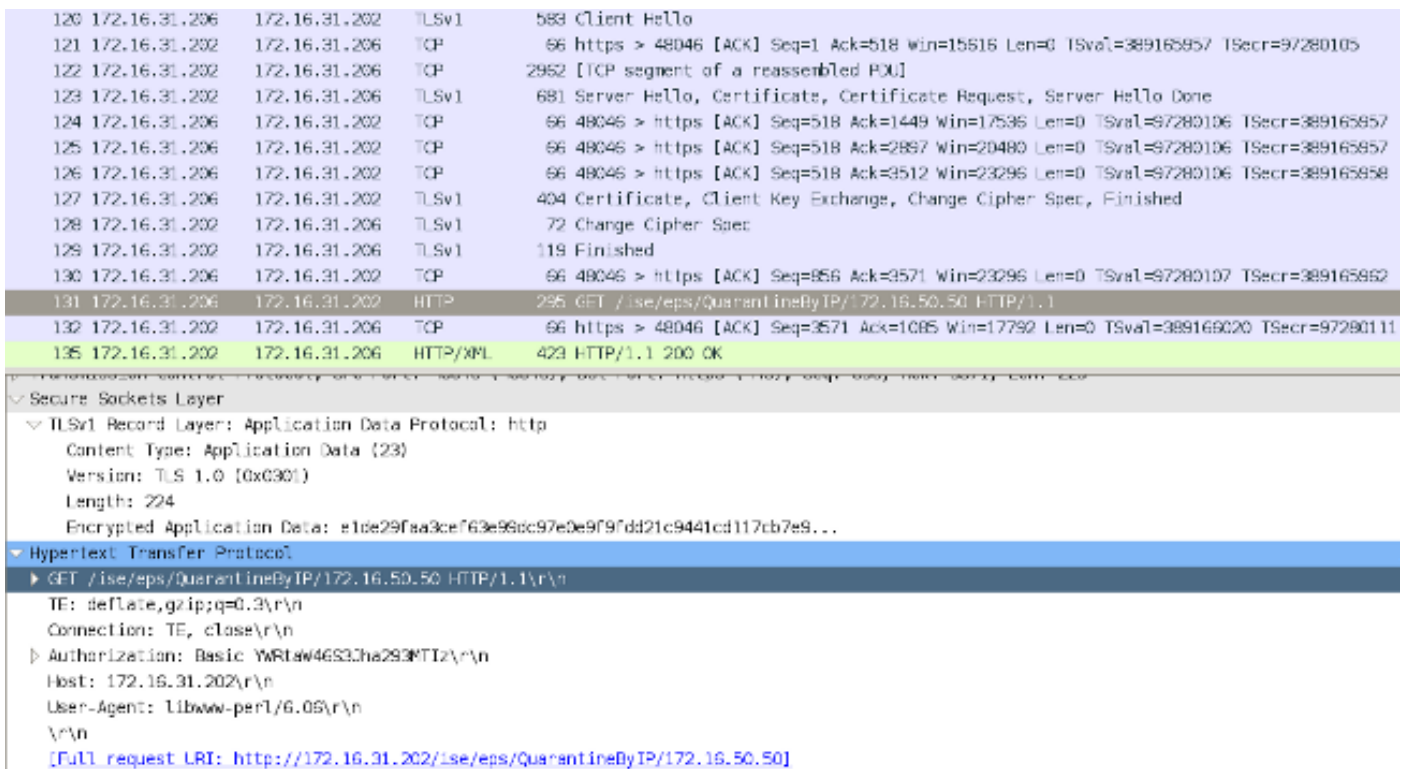 120 172.16.31.206 172.16.31.202 TLSv1 583 Client Hello
121 172.16.31.202 172.16.31.206 TCP 66 https > 48046 [ACK] Seq=1 Ack=518 Win=15616 Len=0 TSval=389165957 TSecr=97280105
122 172.16.31.202 172.16.31.206 TCP 2962 [TCP segment of a reassembled PDU]
123 172.16.31.202 172.16.31.206 TLSv1 681 Server Hello, Certificate, Certificate Request, Server Hello Done
124 172.16.31.206 172.16.31.202 TCP 66 48046 > https [ACK] Seq=518 Ack=1449 Win=17536 Len=0 TSval=97280106 TSecr=389165957
125 172.16.31.206 172.16.31.202 TCP 66 48046 > https [ACK] Seq=518 Ack=2897 Win=20480 Len=0 TSval=97280106 TSecr=389165957
126 172.16.31.206 172.16.31.202 TCP 66 48046 > https [ACK] Seq=518 Ack=3512 Win=23296 Len=0 TSval=97280106 TSecr=389165958
127 172.16.31.206 172.16.31.202 TLSv1 404 Certificate, Client Key Exchange, Change Cipher Spec, Finished
128 172.16.31.202 172.16.31.206 TLSv1 72 Change Cipher Spec
129 172.16.31.202 172.16.31.206 TLSv1 119 Finished
130 172.16.31.206 172.16.31.202 TCP 66 48046 > https [ACK] Seq=856 Ack=3571 Win=23296 Len=0 TSval=97280107 TSecr=389165962
131 172.16.31.206 172.16.31.202 HTTP 295 GET /ise/eps/QuarantineByIP/172.16.50.50 HTTP/1.1
132 172.16.31.202 172.16.31.206 TCP 66 https > 48046 [ACK] Seq=3571 Ack=1085 Win=17792 Len=0 TSval=389166020 TSecr=97280111
135 172.16.31.202 172.16.31.206 HTTP/XML 423 HTTP/1.1 200 OK
Secure Sockets Layer
TLSv1 Record Layer: Application Data Protocol: http
Content Type: Application Data (23)
Version: TLS 1.0 (0x0301)
Length: 224
Encrypted Application Data: e1de29faa3cef63e99dc97e0e9f9fdd21c9441cd117cb7e9...
Hypertext Transfer Protocol
GET /ise/eps/QuarantineByIP/172.16.50.50 HTTP/1.1\r\n
TE: deflate,gzip;q=0.3\r\n
Connection: TE, close\r\n
Authorization: Basic YWRtaW46S3Jha293MTIz\r\n
Host: 172.16.31.202\r\n
User-Agent: libwww-perl/6.06\r\n
\r\n
[Full request URI: http://172.16.31.202/ise/eps/QuarantineByIP/172.16.50.50]